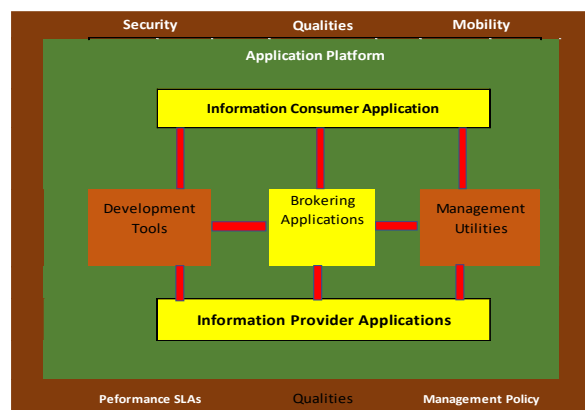 Security Qualities Mobility
Application Platform
Information Consumer Application
Development Tools
Brokering Applications
Management Utilities
Information Provider Applications
Peformance SLAs Qualities Management Policy